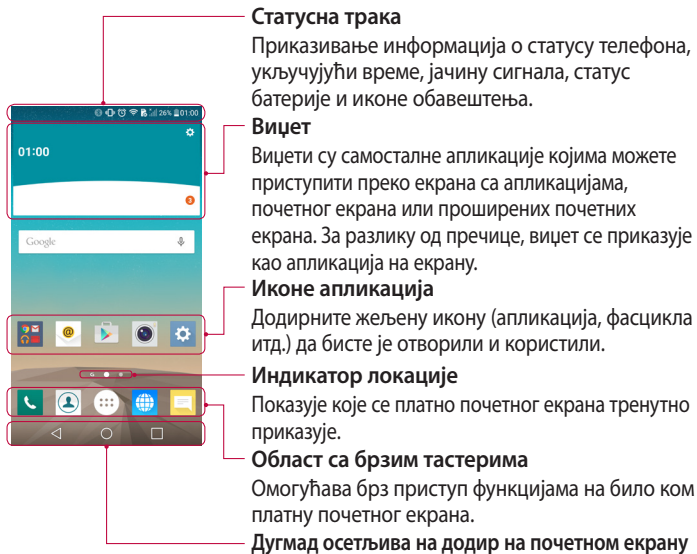 Статусна трака
Приказивање информација о статусу телефона,
укључујући време, јачину сигнала, статус
батерије и иконе обавештења.
26% 01:00
Виџет
01:00
Виџети су самосталне апликације којима можете
приступити преко екрана са апликацијама,
почетног екрана или проширених почетних
екрана. За разлику од пречице, виџет се приказује
као апликација на екрану.
3
Google
Иконе апликација
Додирните жељену икону (апликација, фасцикла
итд.) да бисте је отворили и користили.
Индикатор локације
Показује које се платно почетног екрана тренутно
приказује.
Област са брзим тастерима
Омогућава брз приступ функцијама на било ком
платну почетног екрана.
Дугмад осетљива на додир на почетном екрану